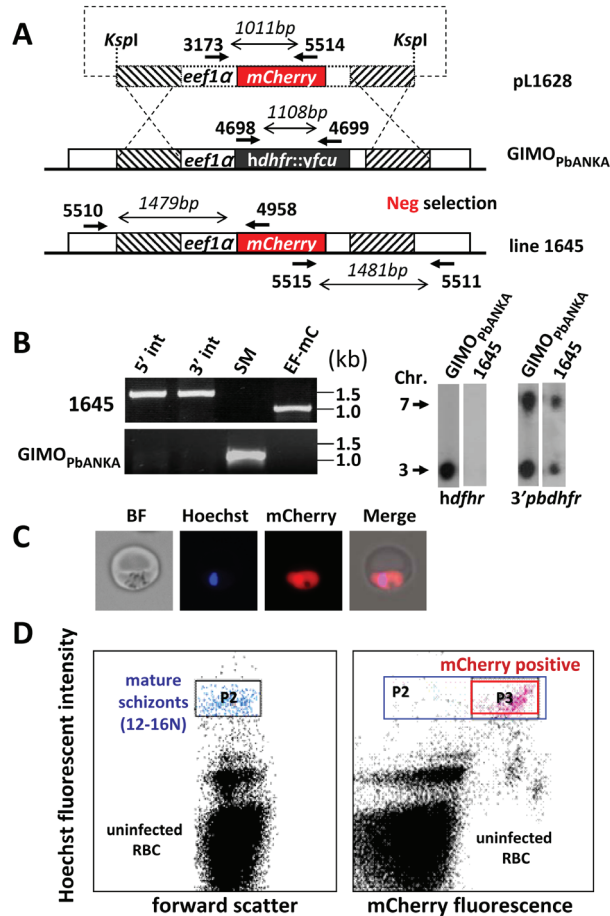 A
1011bp
KspI
3173
5514
KspI
eef1α
mCherry
pL1628
1108bp
4698
4699
eef1α
hdhfr::yfcu
GIMOPbANKA
1479bp
Neg selection
5510
4958
eef1α
mCherry
line 1645
5515
5511
1481bp
B
5' int
3' int
SM
EF-mC
(kb)
1645
1.5
1.0
GIMOPbANKA
1.5
1.0
GIMOPbANKA
1645
GIMOPbANKA
1645
Chr.
7
3
hdfhr
3'pbdhfr
C
BF
Hoechst
mCherry
Merge
D
Hoechst fluorescent intensity
mature
schizonts
(12-16N)
P2
uninfected
RBC
forward scatter
mCherry positive
P2
P3
uninfected
RBC
mCherry fluorescence